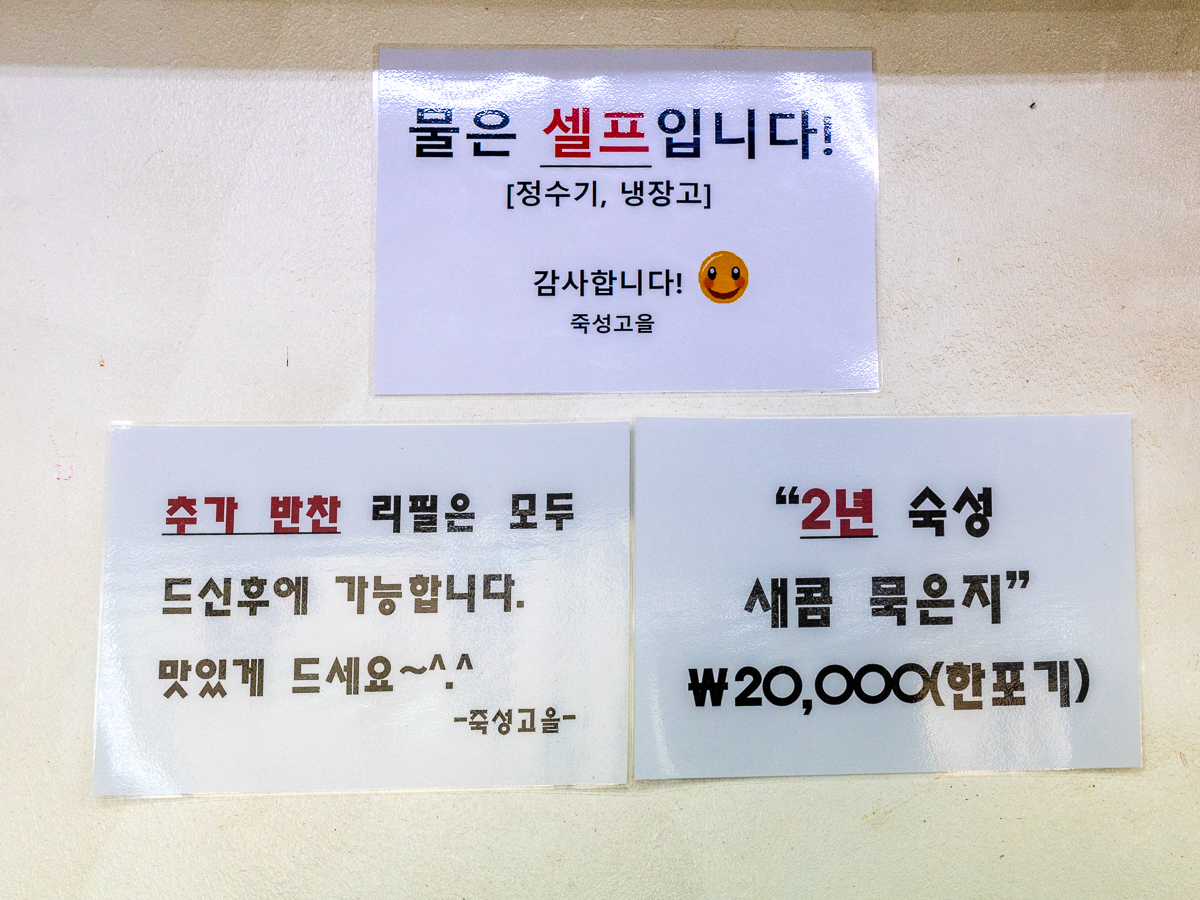 물은 셀프입니다!
[정수기, 냉장고]
감사합니다!
죽성고을
추가 반찬 리필은 모두
드신후에 가능합니다.
맛있게 드세요~^.^
-죽성고을-
“2년 숙성
새콤 묵은지”
₩20,000(한포기)